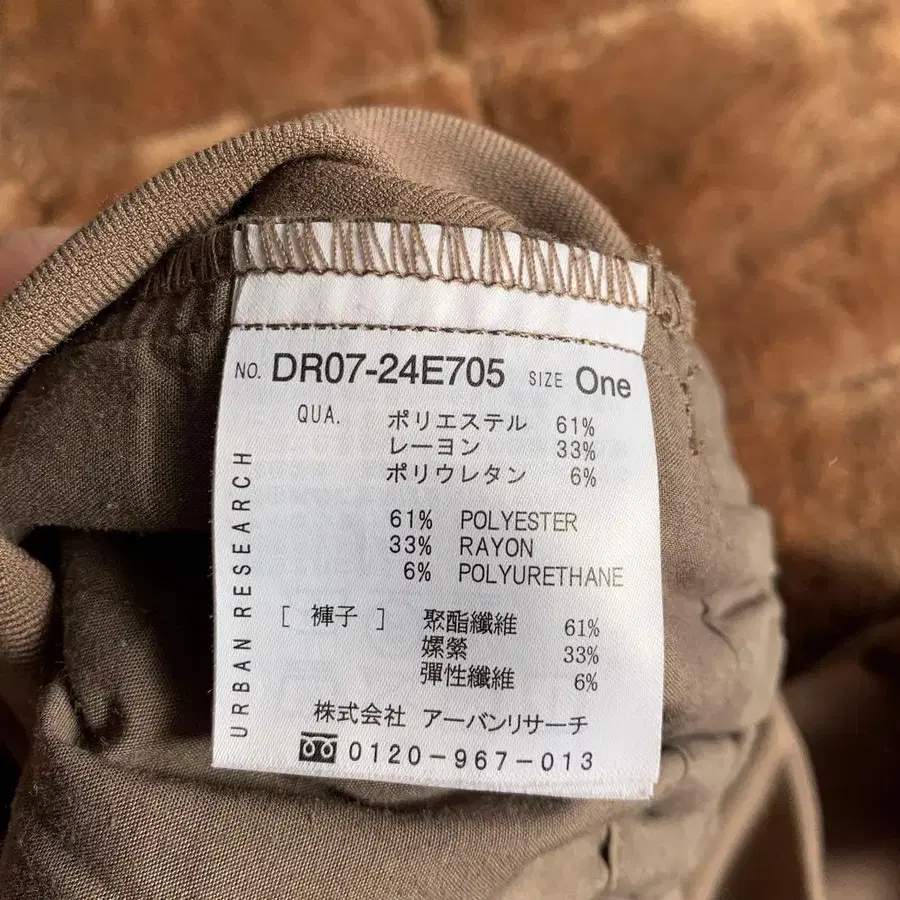 NO. DR07-24E705 SIZE One
QUA. ポリエステル 61%
レーヨン 33%
ポリウレタン 6%
61% POLYESTER
33% RAYON
6% POLYURETHANE
[ 褲子 ] 聚酯纖維 61%
嫘縈 33%
彈性纖維 6%
株式会社 アーバンリサーチ
0120-967-013
URBAN RESEARCH